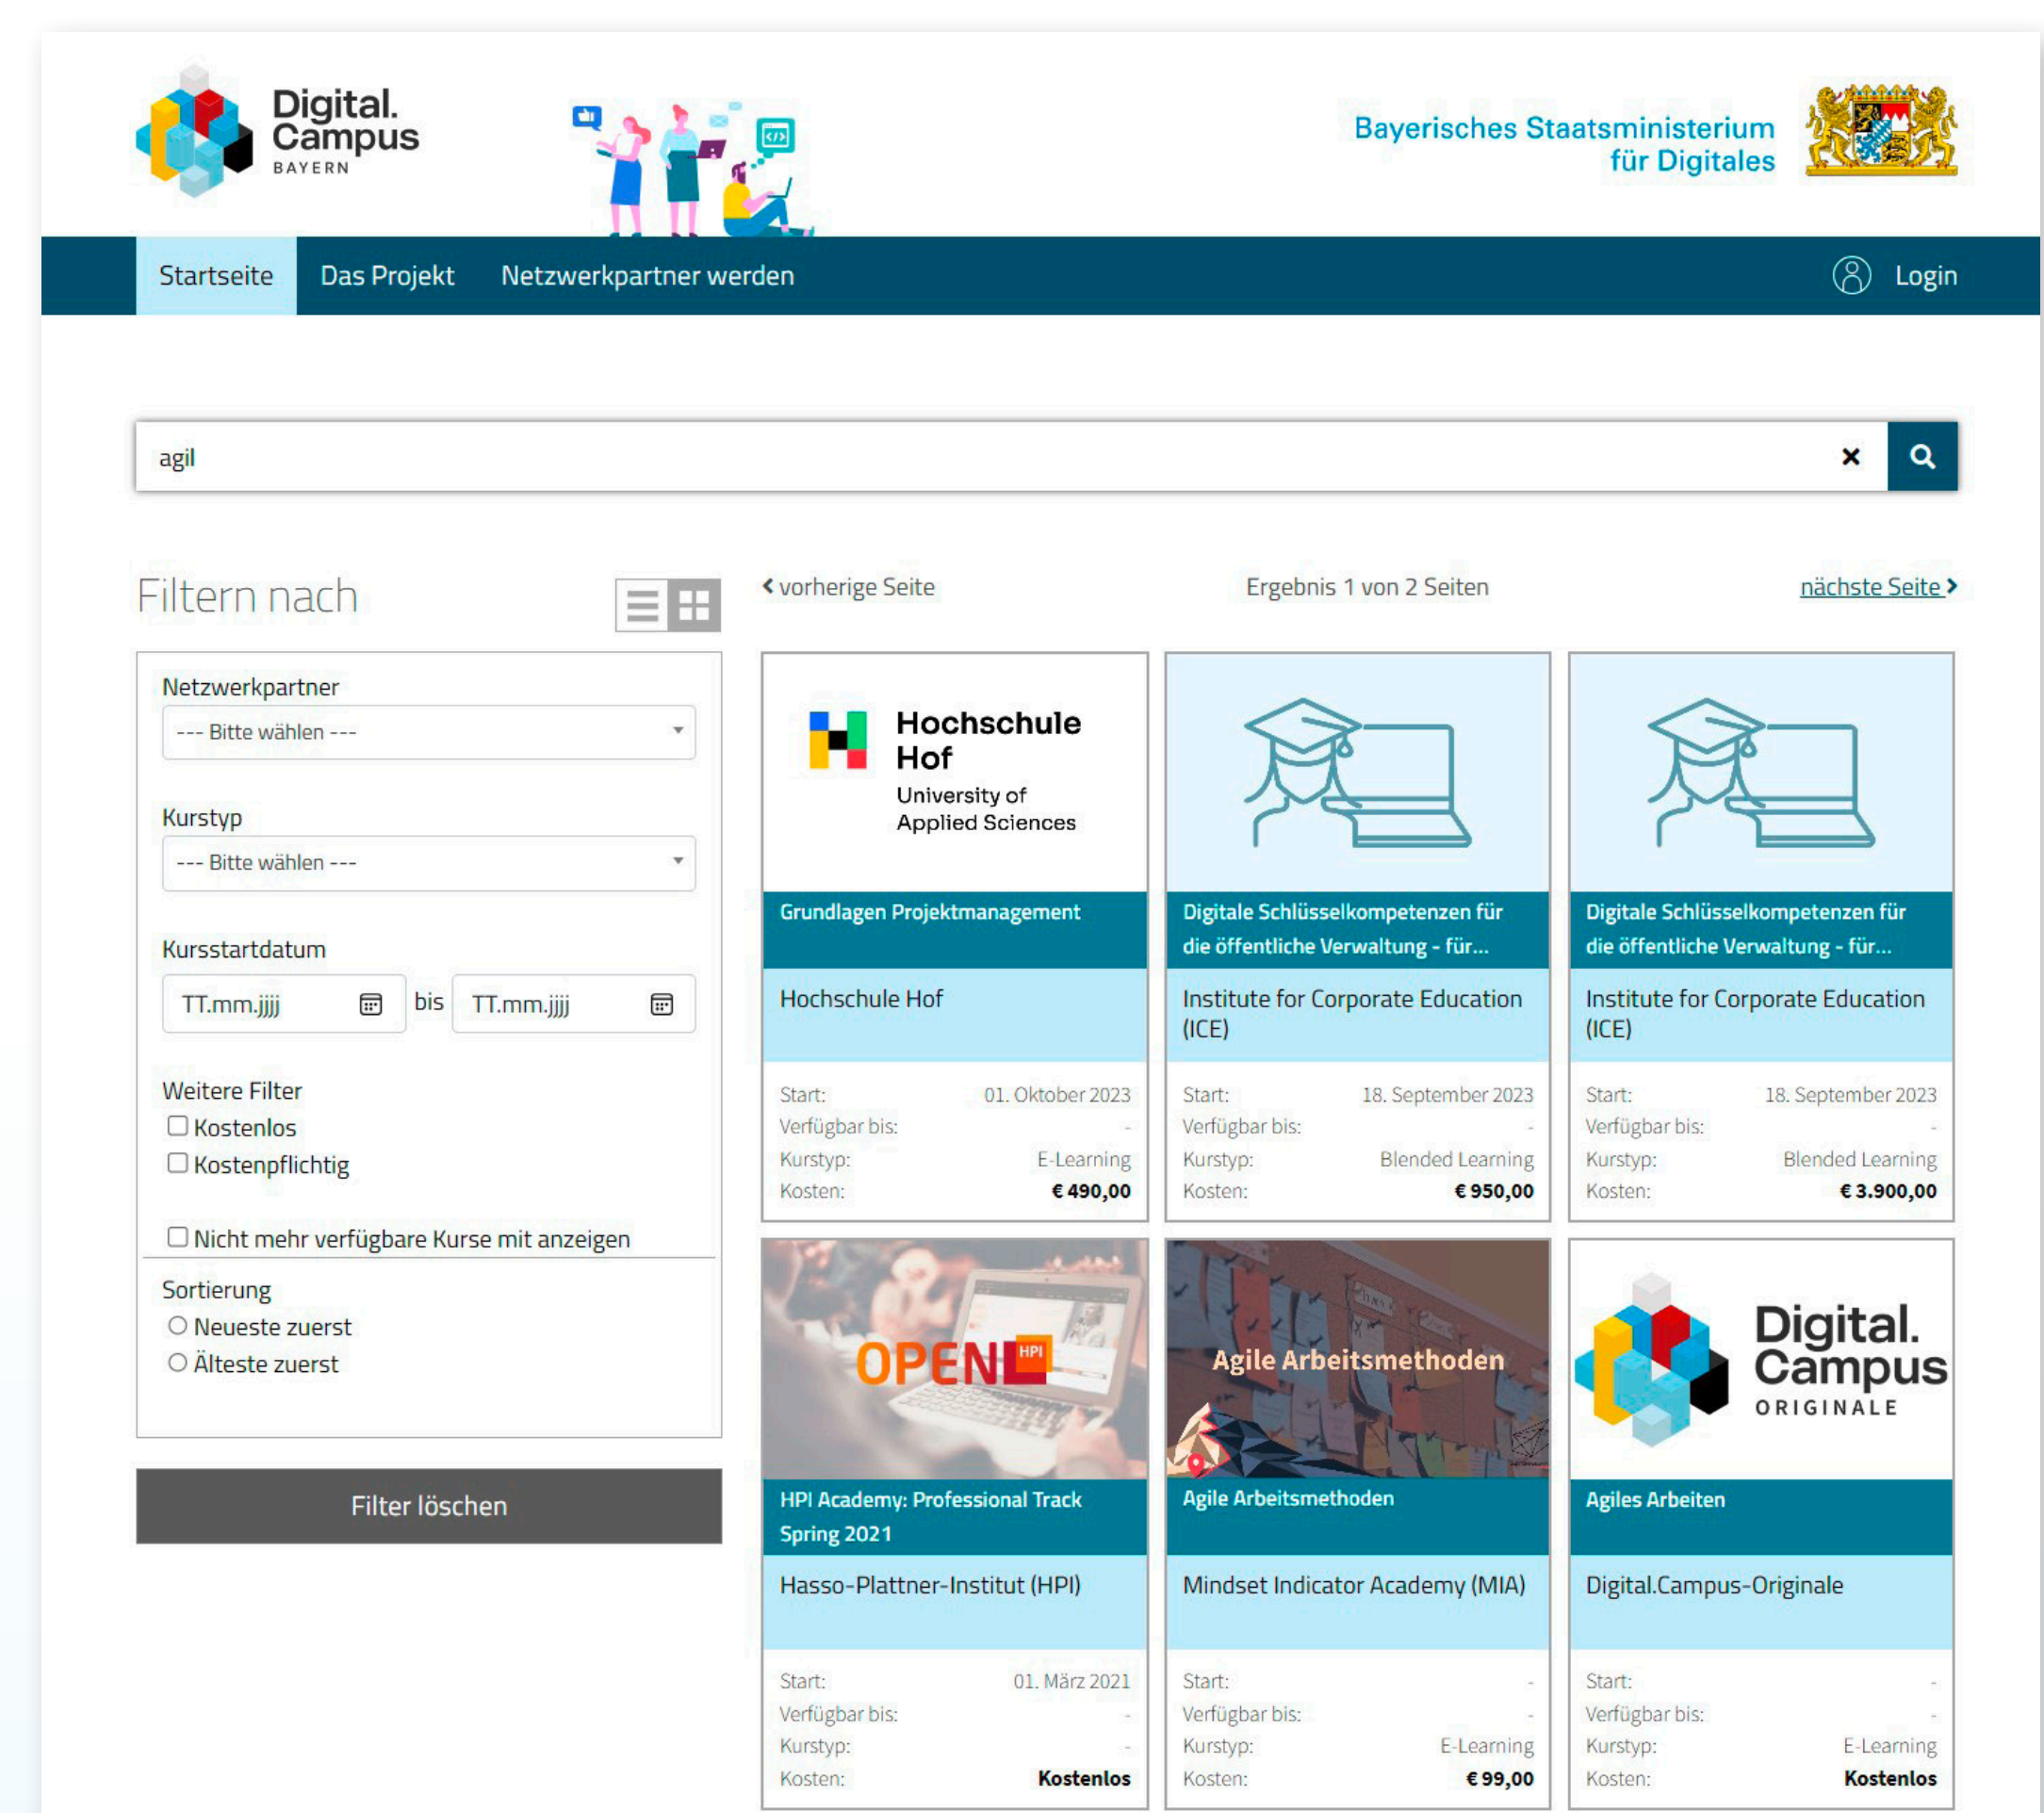 Digital.
Campus
BAYERN
Bayerisches Staatsministerium
für Digitales
Startseite Das Projekt Netzwerkpartner werden Login
agil
Filtern nach
vorherige Seite Ergebnis 1 von 2 Seiten nächste Seite
Netzwerkpartner
--- Bitte wählen ---
Kurstyp
--- Bitte wählen ---
Kursstartdatum
TT.mm.jjjj bis TT.mm.jjjj
Weitere Filter
Kostenlos
Kostenpflichtig
Nicht mehr verfügbare Kurse mit anzeigen
Sortierung
Neueste zuerst
Älteste zuerst
Filter löschen
Hochschule
Hof
University of
Applied Sciences
Grundlagen Projektmanagement
Hochschule Hof
Start: 01. Oktober 2023
Verfügbar bis: -
Kurstyp: E-Learning
Kosten: € 490,00
Digitale Schlüsselkompetenzen für
die öffentliche Verwaltung - für...
Institute for Corporate Education
(ICE)
Start: 18. September 2023
Verfügbar bis: -
Kurstyp: Blended Learning
Kosten: € 950,00
Digitale Schlüsselkompetenzen für
die öffentliche Verwaltung - für...
Institute for Corporate Education
(ICE)
Start: 18. September 2023
Verfügbar bis: -
Kurstyp: Blended Learning
Kosten: € 3.900,00
OPEN HPI
HPI Academy: Professional Track
Spring 2021
Hasso-Plattner-Institut (HPI)
Start: 01. März 2021
Verfügbar bis: -
Kurstyp: -
Kosten: Kostenlos
Agile Arbeitsmethoden
Agile Arbeitsmethoden
Mindset Indicator Academy (MIA)
Start: -
Verfügbar bis: -
Kurstyp: E-Learning
Kosten: € 99,00
Digital.
Campus
ORIGINALE
Agiles Arbeiten
Digital.Campus-Originale
Start: -
Verfügbar bis: -
Kurstyp: E-Learning
Kosten: Kostenlos